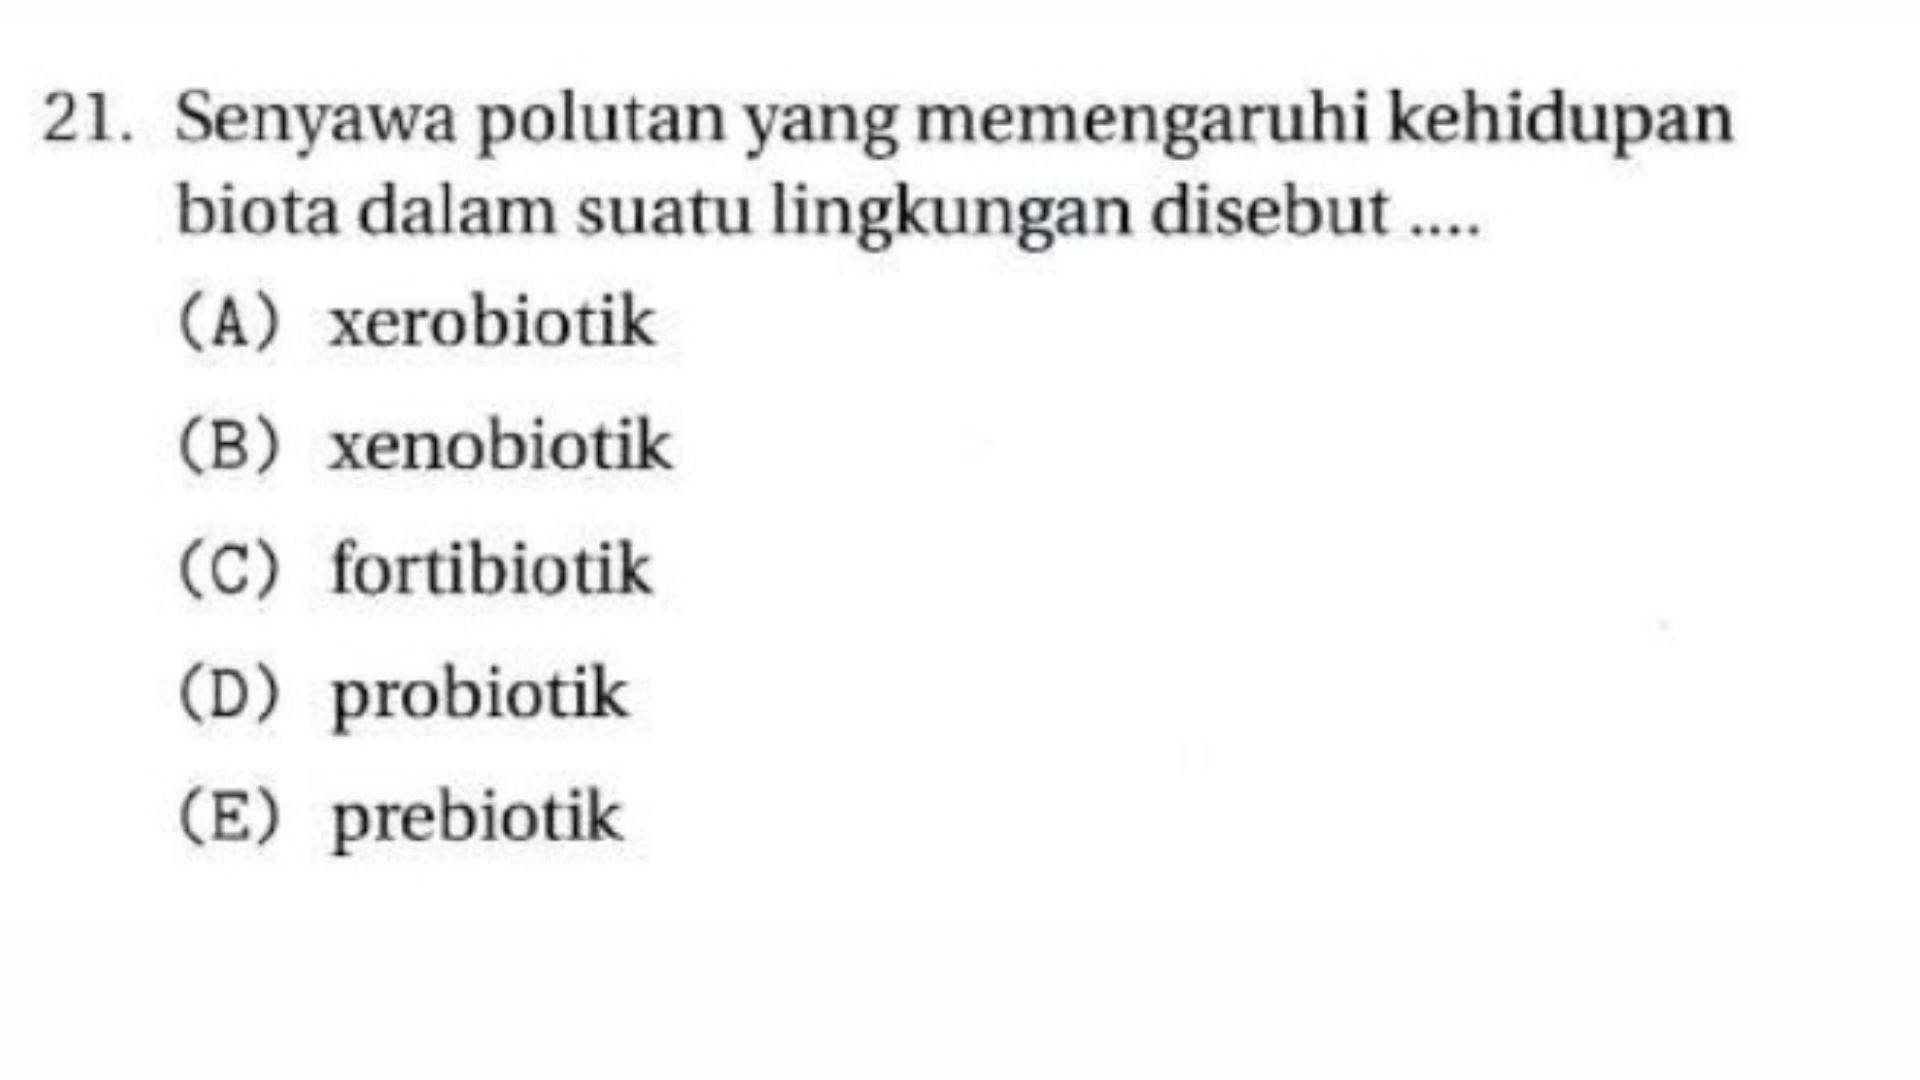 21. Senyawa polutan yang memengaruhi kehidupan
biota dalam suatu lingkungan disebut ....
(A) xerobiotik
(B) xenobiotik
(C) fortibiotik
(D) probiotik
(E) prebiotik